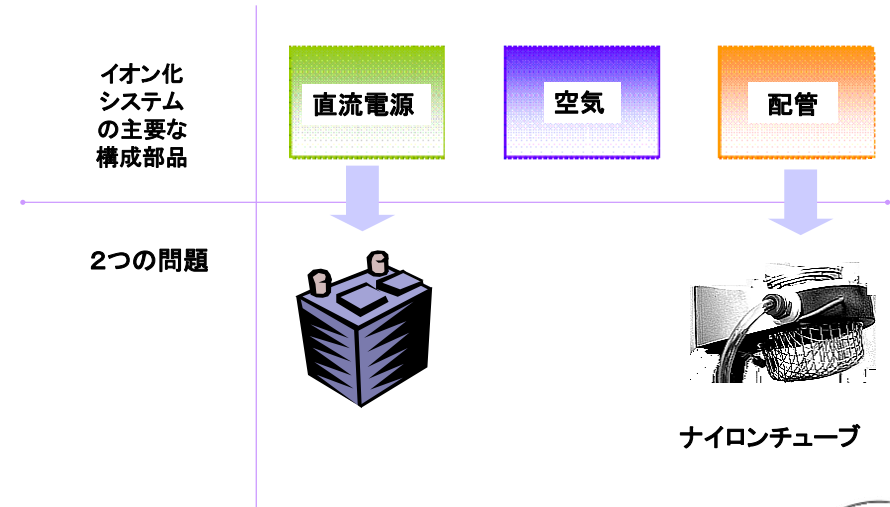 イオン化
システム
の主要な
構成部品
直流電源
空気
配管
2つの問題
ナイロンチューブ